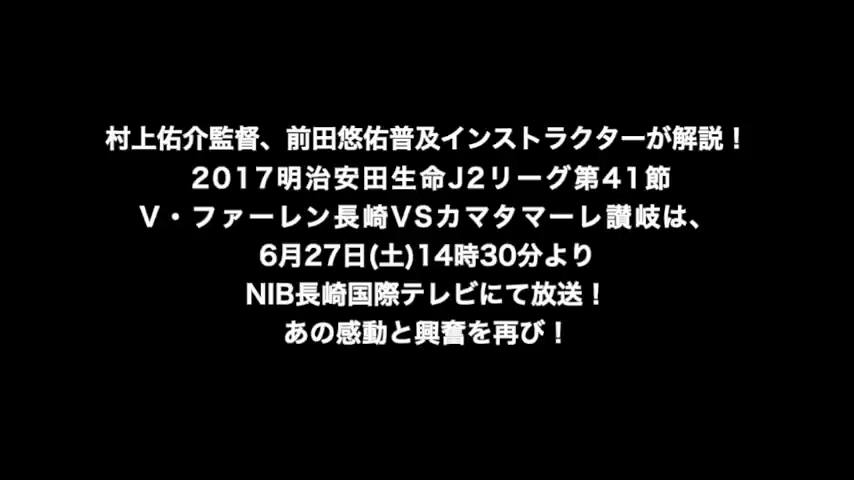 村上佑介監督、前田悠佑普及インストラクターが解説！
2017明治安田生命J2リーグ第41節
V・ファーレン長崎VSカマタマーレ讃岐は、
6月27日(土)14時30分より
NIB長崎国際テレビにて放送！
あの感動と興奮を再び！